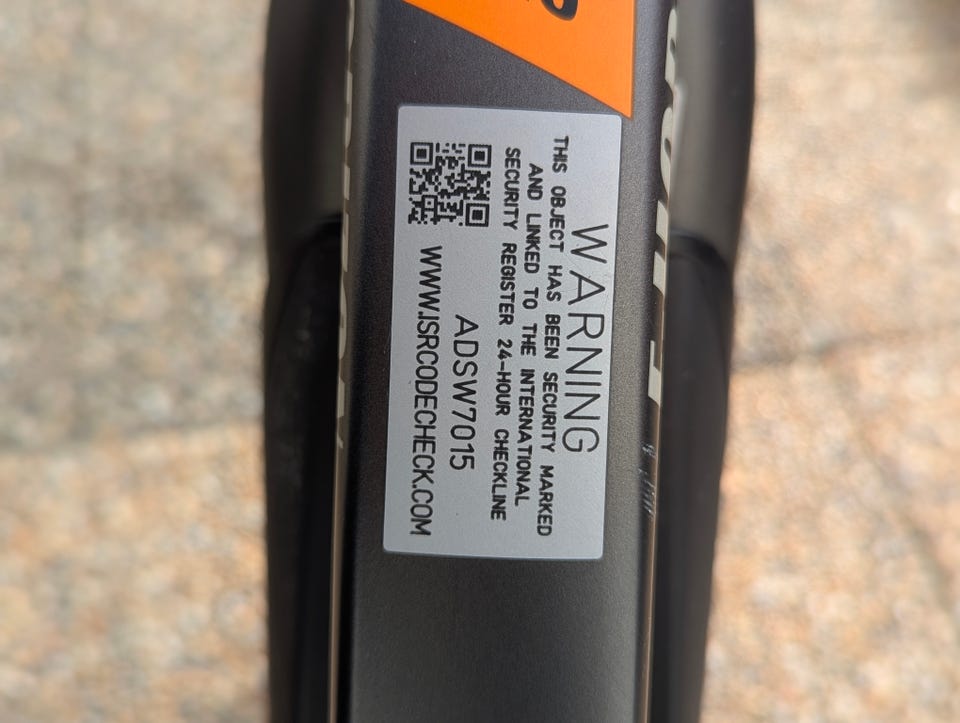 WARNING
THIS OBJECT HAS BEEN SECURITY MARKED
AND LINKED TO THE INTERNATIONAL
SECURITY REGISTER 24-HOUR CHECKLINE
ADSW7015
WWW.ISRCODECHECK.COM